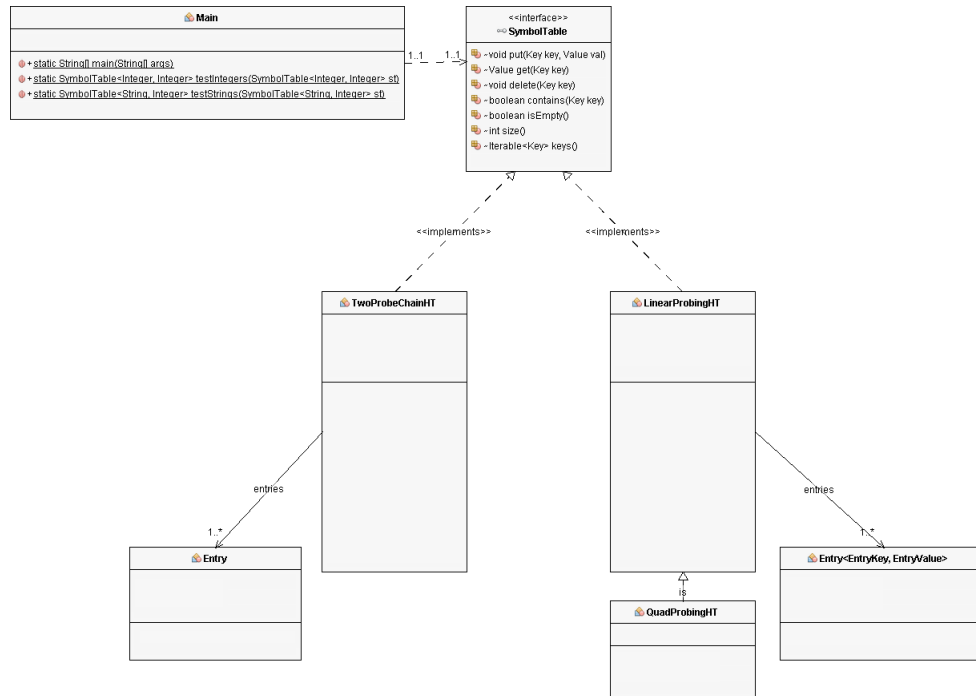 Main
+static String[] main(String[] args)
+static SymbolTable<Integer, Integer> testIntegers(SymbolTable<Integer, Integer> st)
+static SymbolTable<String, Integer> testStrings(SymbolTable<String, Integer> st)
1..1
1..1
<<interface>>
SymbolTable
~void put(Key key, Value val)
~Value get(Key key)
~void delete(Key key)
~boolean contains(Key key)
~boolean isEmpty()
~int size()
~Iterable<Key> keys()
<<implements>>
<<implements>>
TwoProbeChainHT
LinearProbingHT
entries
entries
1..*
1..*
Entry
Entry<EntryKey, EntryValue>
is
QuadProbingHT